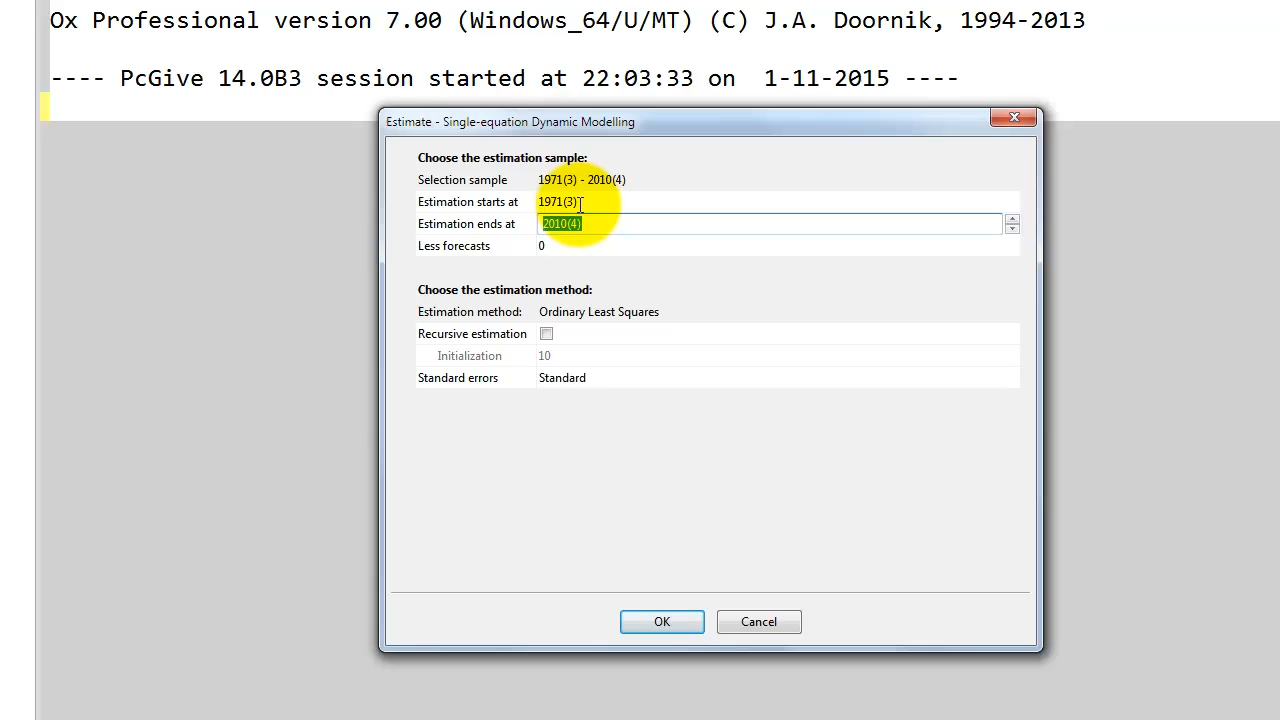 Ox Professional version 7.00 (Windows_64/U/MT) (C) J.A. Doornik, 1994-2013
---- PcGive 14.0B3 session started at 22:03:33 on  1-11-2015 ----
Estimate - Single-equation Dynamic Modelling
Choose the estimation sample:
Selection sample 1971(3) - 2010(4)
Estimation starts at 1971(3)
Estimation ends at 2010(4)
Less forecasts 0
Choose the estimation method:
Estimation method: Ordinary Least Squares
Recursive estimation
Initialization 10
Standard errors Standard
OK Cancel